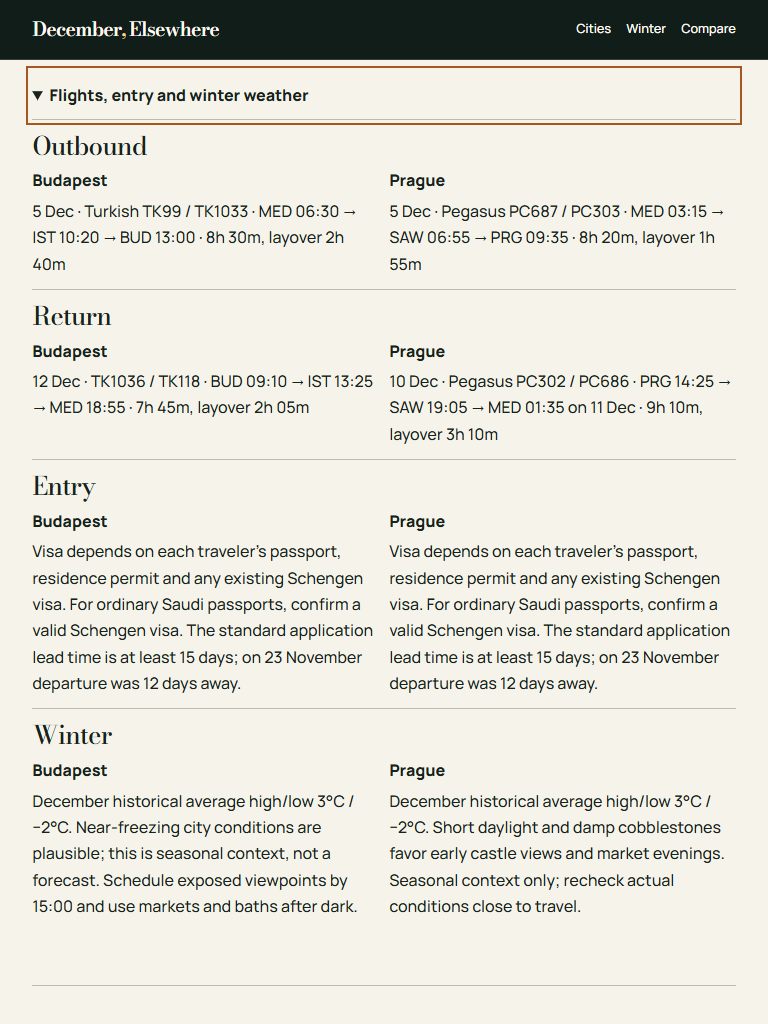 December, Elsewhere
Cities Winter Compare
▼ Flights, entry and winter weather
Outbound
Budapest
5 Dec · Turkish TK99 / TK1033 · MED 06:30 →
IST 10:20 → BUD 13:00 · 8h 30m, layover 2h
40m
Prague
5 Dec · Pegasus PC687 / PC303 · MED 03:15 →
SAW 06:55 → PRG 09:35 · 8h 20m, layover 1h
55m
Return
Budapest
12 Dec · TK1036 / TK118 · BUD 09:10 → IST 13:25
→ MED 18:55 · 7h 45m, layover 2h 05m
Prague
10 Dec · Pegasus PC302 / PC686 · PRG 14:25 →
SAW 19:05 → MED 01:35 on 11 Dec · 9h 10m,
layover 3h 10m
Entry
Budapest
Visa depends on each traveler’s passport,
residence permit and any existing Schengen
visa. For ordinary Saudi passports, confirm a
valid Schengen visa. The standard application
lead time is at least 15 days; on 23 November
departure was 12 days away.
Prague
Visa depends on each traveler’s passport,
residence permit and any existing Schengen
visa. For ordinary Saudi passports, confirm a
valid Schengen visa. The standard application
lead time is at least 15 days; on 23 November
departure was 12 days away.
Winter
Budapest
December historical average high/low 3°C /
−2°C. Near-freezing city conditions are
plausible; this is seasonal context, not a
forecast. Schedule exposed viewpoints by
15:00 and use markets and baths after dark.
Prague
December historical average high/low 3°C /
−2°C. Short daylight and damp cobblestones
favor early castle views and market evenings.
Seasonal context only; recheck actual
conditions close to travel.